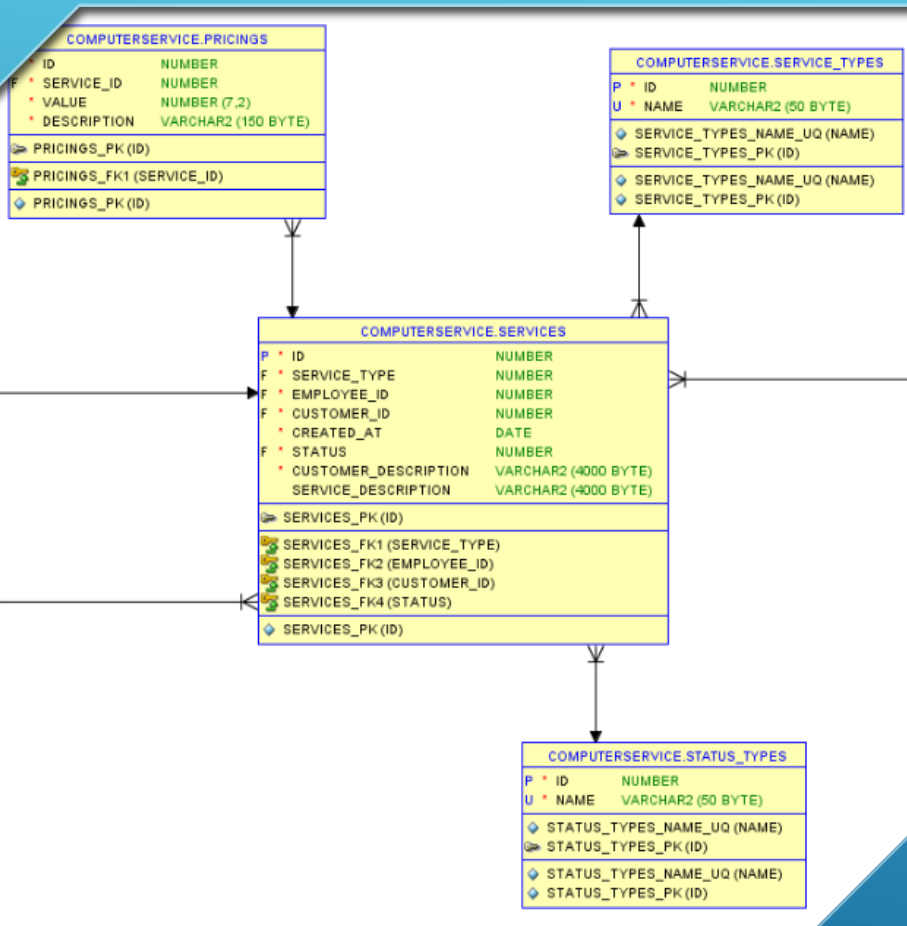 COMPUTERSERVICE.PRICINGS
* ID NUMBER
F * SERVICE_ID NUMBER
* VALUE NUMBER (7,2)
* DESCRIPTION VARCHAR2 (150 BYTE)
PRICINGS_PK (ID)
PRICINGS_FK1 (SERVICE_ID)
PRICINGS_PK (ID)
COMPUTERSERVICE.SERVICE_TYPES
P * ID NUMBER
U * NAME VARCHAR2 (50 BYTE)
SERVICE_TYPES_NAME_UQ (NAME)
SERVICE_TYPES_PK (ID)
SERVICE_TYPES_NAME_UQ (NAME)
SERVICE_TYPES_PK (ID)
COMPUTERSERVICE.SERVICES
P * ID NUMBER
F * SERVICE_TYPE NUMBER
F * EMPLOYEE_ID NUMBER
F * CUSTOMER_ID NUMBER
* CREATED_AT DATE
F * STATUS NUMBER
* CUSTOMER_DESCRIPTION VARCHAR2 (4000 BYTE)
SERVICE_DESCRIPTION VARCHAR2 (4000 BYTE)
SERVICES_PK (ID)
SERVICES_FK1 (SERVICE_TYPE)
SERVICES_FK2 (EMPLOYEE_ID)
SERVICES_FK3 (CUSTOMER_ID)
SERVICES_FK4 (STATUS)
SERVICES_PK (ID)
COMPUTERSERVICE.STATUS_TYPES
P * ID NUMBER
U * NAME VARCHAR2 (50 BYTE)
STATUS_TYPES_NAME_UQ (NAME)
STATUS_TYPES_PK (ID)
STATUS_TYPES_NAME_UQ (NAME)
STATUS_TYPES_PK (ID)